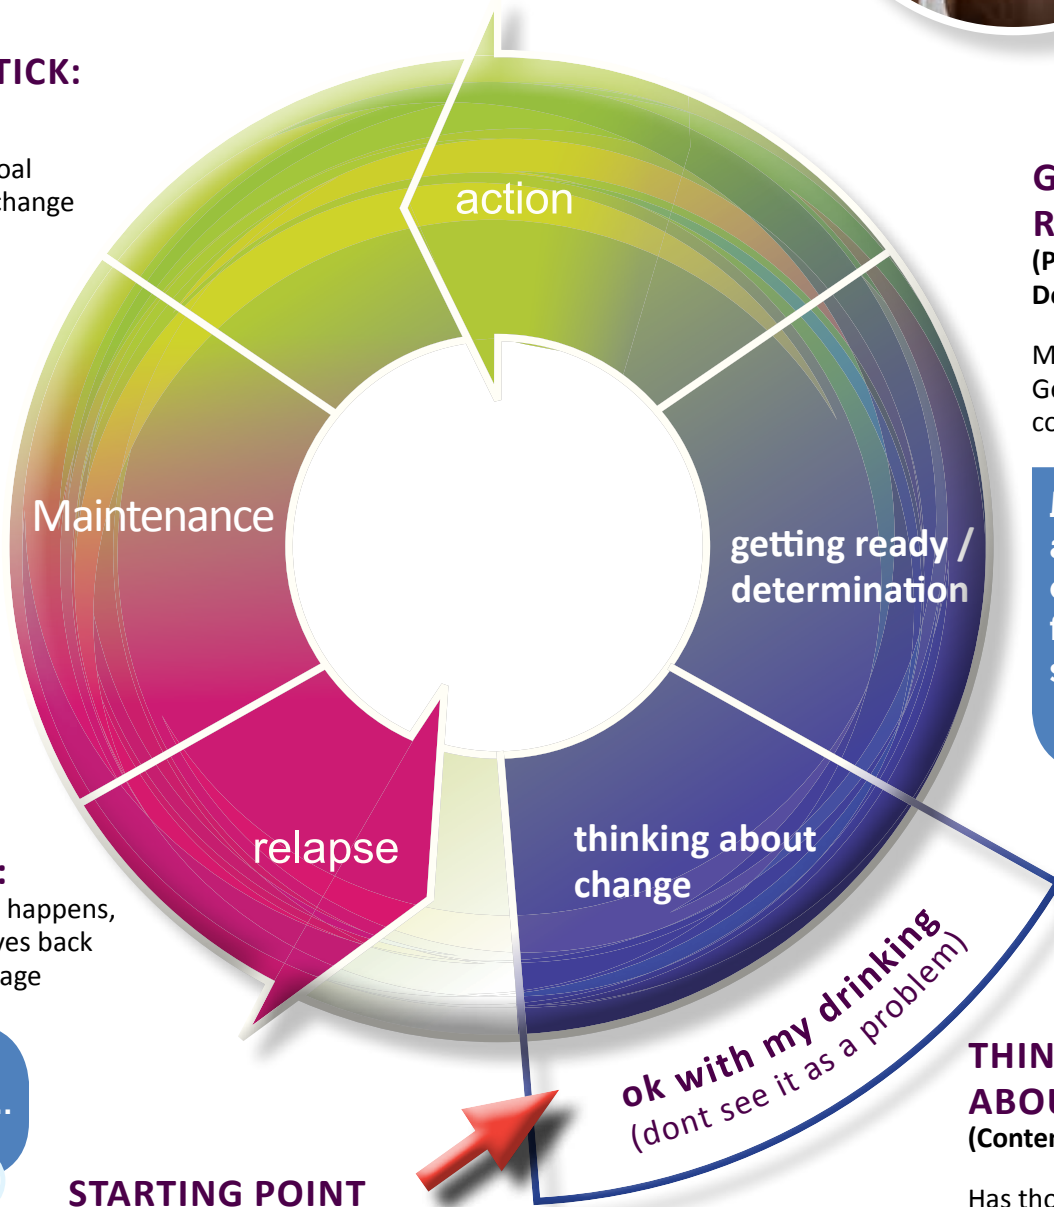 TICK:
oal
change
action
G
R
(P
De
M
Ge
co
Maintenance
getting ready /
determination
thinking about
change
relapse
:
happens,
ves back
age
..
ok with my drinking
(dont see it as a problem)
STARTING POINT
THIN
ABOU
(Conten
Has tho